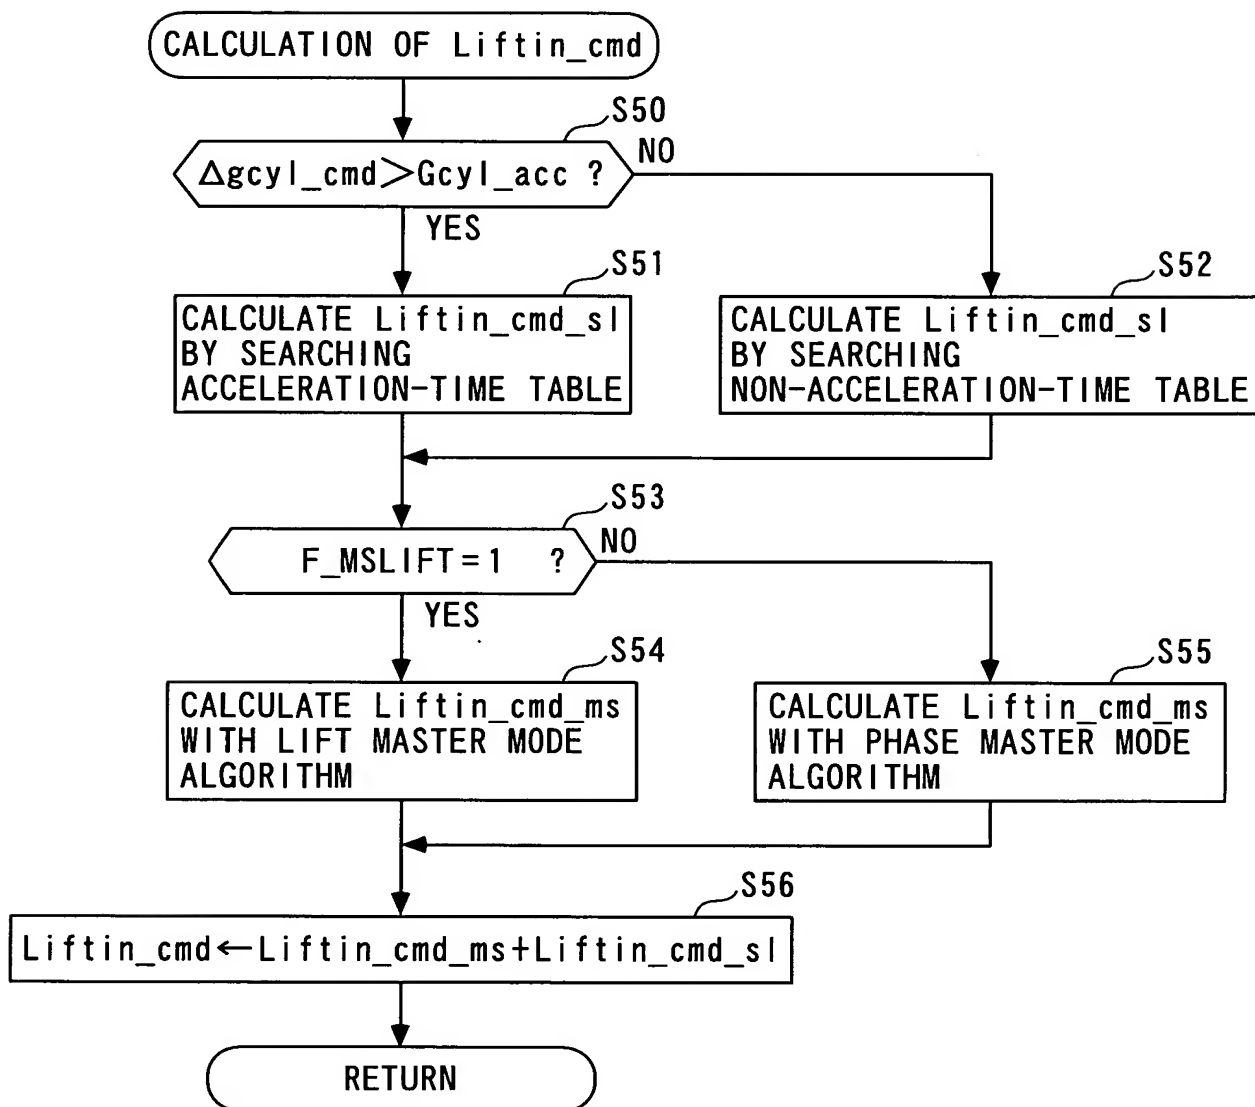 CALCULATION OF Liftin_cmd
S50
Δgcyl_cmd>Gcyl_acc ?
NO
YES
S51
CALCULATE Liftin_cmd_sl
BY SEARCHING
ACCELERATION-TIME TABLE
S52
CALCULATE Liftin_cmd_sl
BY SEARCHING
NON-ACCELERATION-TIME TABLE
S53
F_MSLIFT=1 ?
NO
YES
S54
CALCULATE Liftin_cmd_ms
WITH LIFT MASTER MODE
ALGORITHM
S55
CALCULATE Liftin_cmd_ms
WITH PHASE MASTER MODE
ALGORITHM
S56
Liftin_cmd←Liftin_cmd_ms+Liftin_cmd_sl
RETURN